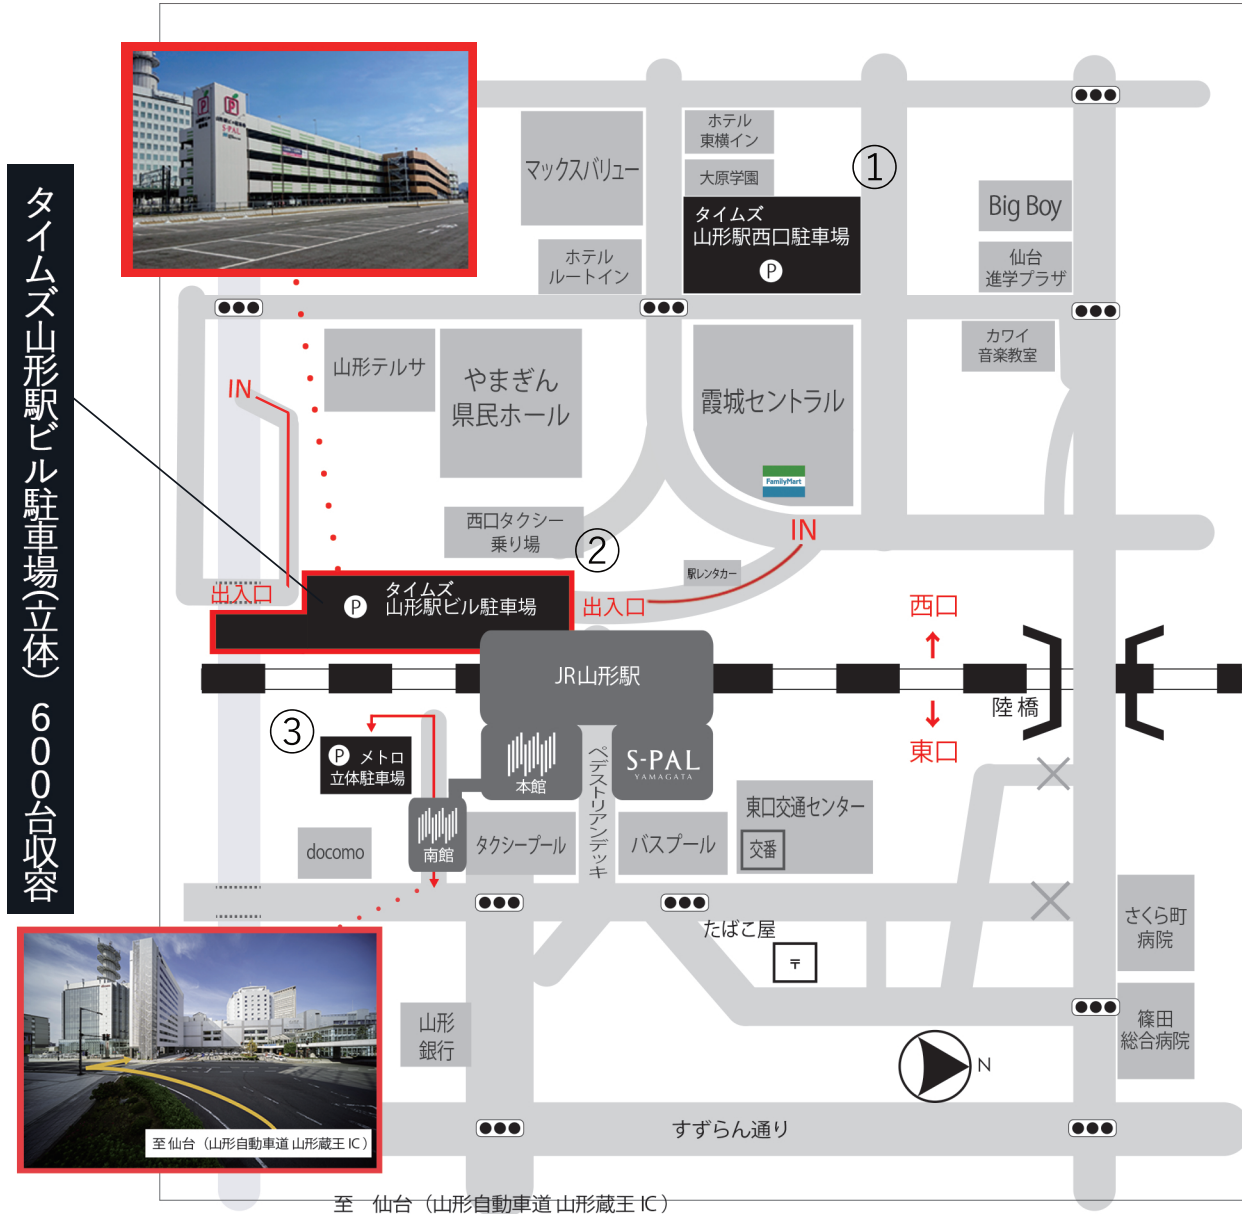 タイムズ山形駅ビル駐車場(立体) 600台収容
P
P
S-PAL
ホテル
東横イン
大原学園
マックスバリュー
①
タイムズ
山形駅西口駐車場
P
Big Boy
仙台
進学プラザ
ホテル
ルートイン
カワイ
音楽教室
山形テルサ
やまぎん
県民ホール
霞城セントラル
FamilyMart
IN
西口タクシー
乗り場
②
IN
駅レンタカー
出入口
P
タイムズ
山形駅ビル駐車場
出入口
西口
JR山形駅
陸橋
東口
③
P メトロ
立体駐車場
本館
ペデストリアンデッキ
S-PAL
YAMAGATA
東口交通センター
交番
南館
タクシープール
バスプール
docomo
たばこ屋
〒
さくら町
病院
山形
銀行
篠田
総合病院
N
至仙台（山形自動車道 山形蔵王 IC）
すずらん通り
至　仙台（山形自動車道 山形蔵王 IC）